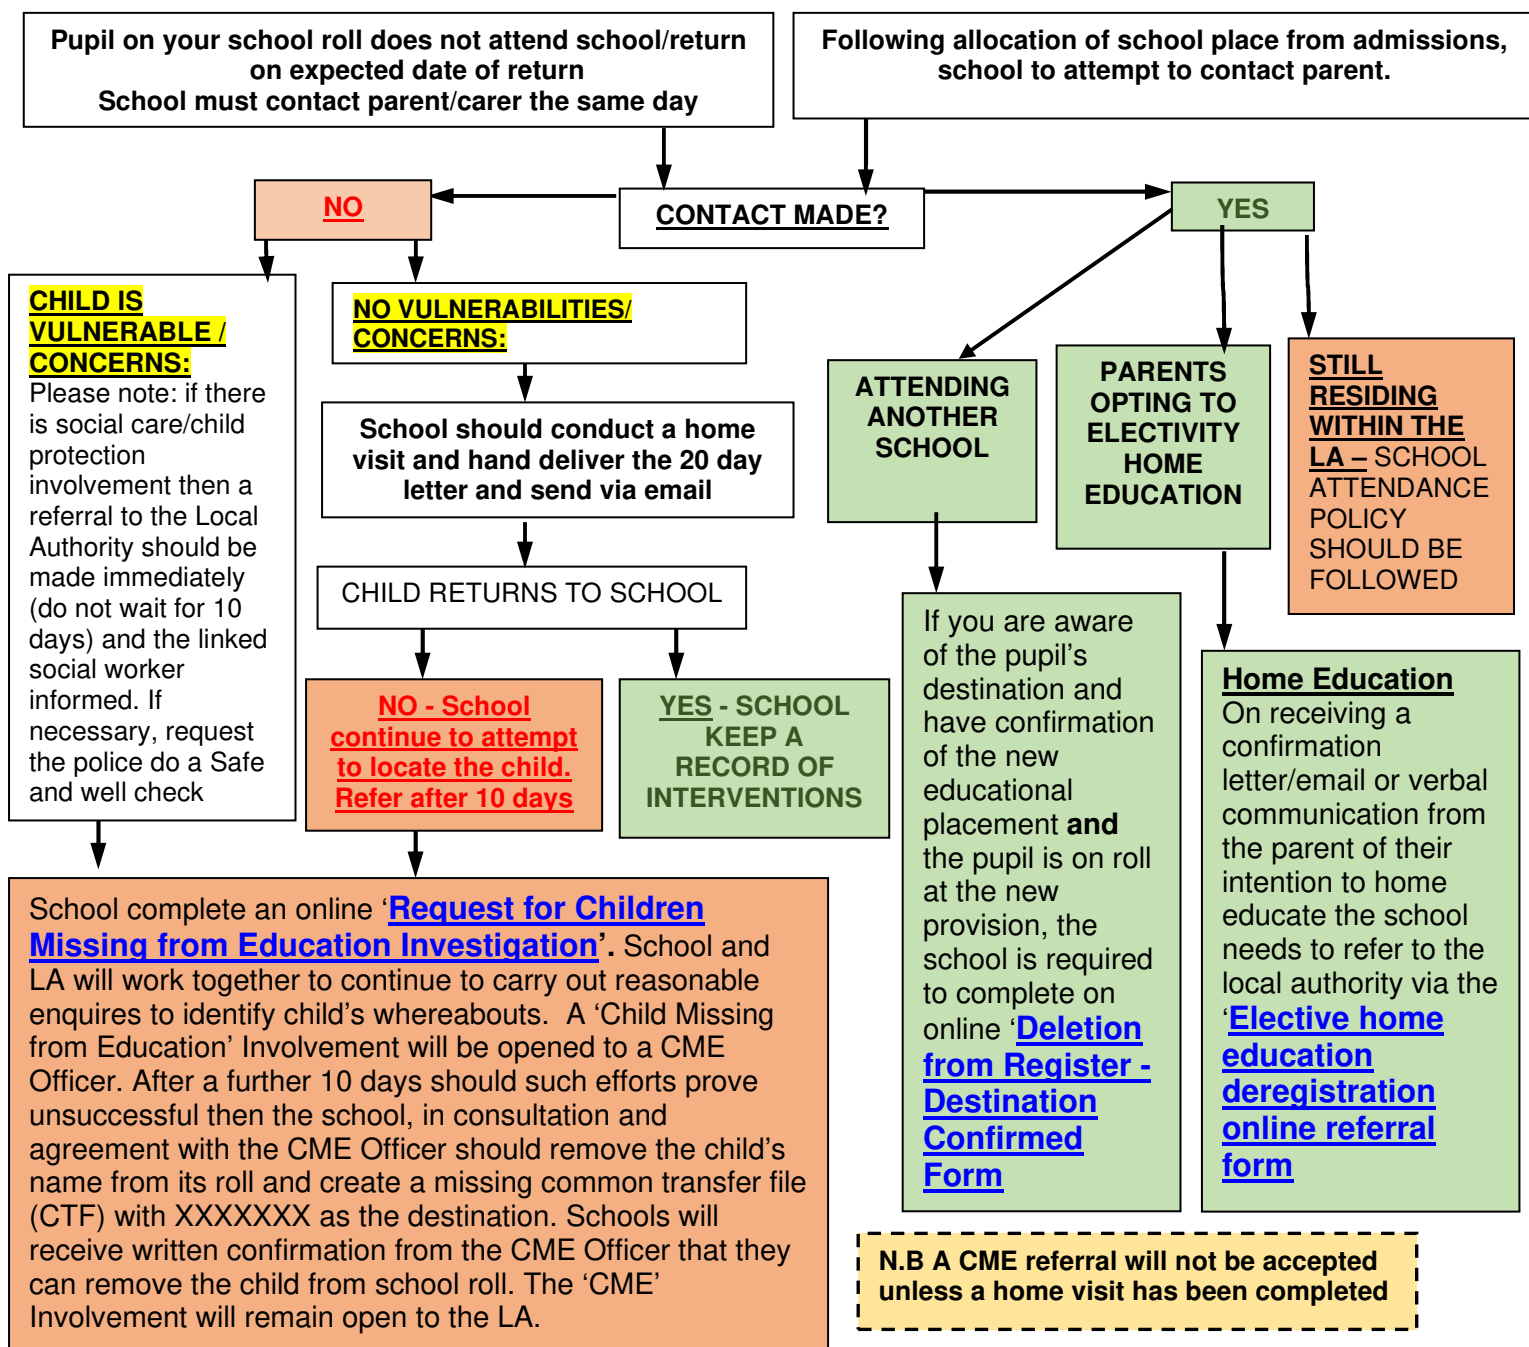 Pupil on your school roll does not attend school/return
on expected date of return
School must contact parent/carer the same day
Following allocation of school place from admissions,
school to attempt to contact parent.
NO
CONTACT MADE?
YES
CHILD IS
VULNERABLE /
CONCERNS:
Please note: if there
is social care/child
protection
involvement then a
referral to the Local
Authority should be
made immediately
(do not wait for 10
days) and the linked
social worker
informed. If
necessary, request
the police do a Safe
and well check
NO VULNERABILITIES/
CONCERNS:
School should conduct a home
visit and hand deliver the 20 day
letter and send via email
CHILD RETURNS TO SCHOOL
NO - School
continue to attempt
to locate the child.
Refer after 10 days
YES - SCHOOL
KEEP A
RECORD OF
INTERVENTIONS
ATTENDING
ANOTHER
SCHOOL
PARENTS
OPTING TO
ELECTIVITY
HOME
EDUCATION
STILL
RESIDING
WITHIN THE
LA – SCHOOL
ATTENDANCE
POLICY
SHOULD BE
FOLLOWED
If you are aware
of the pupil’s
destination and
have confirmation
of the new
educational
placement and
the pupil is on roll
at the new
provision, the
school is required
to complete on
online ‘Deletion
from Register -
Destination
Confirmed
Form
Home Education
On receiving a
confirmation
letter/email or verbal
communication from
the parent of their
intention to home
educate the school
needs to refer to the
local authority via the
‘Elective home
education
deregistration
online referral
form
School complete an online ‘Request for Children
Missing from Education Investigation’. School and
LA will work together to continue to carry out reasonable
enquires to identify child’s whereabouts.  A ‘Child Missing
from Education’ Involvement will be opened to a CME
Officer. After a further 10 days should such efforts prove
unsuccessful then the school, in consultation and
agreement with the CME Officer should remove the child’s
name from its roll and create a missing common transfer file
(CTF) with XXXXXXX as the destination. Schools will
receive written confirmation from the CME Officer that they
can remove the child from school roll. The ‘CME’
Involvement will remain open to the LA.
N.B A CME referral will not be accepted
unless a home visit has been completed